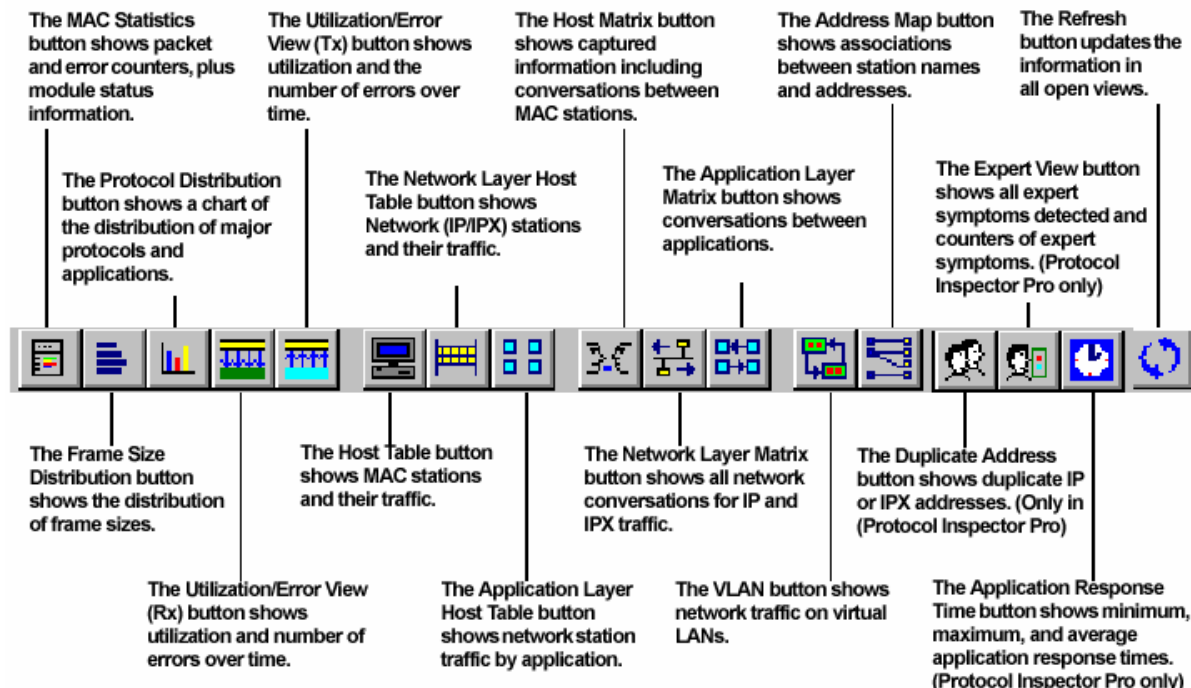 The MAC Statistics
button shows packet
and error counters, plus
module status
information.
The Utilization/Error
View (Tx) button shows
utilization and the
number of errors over
time.
The Host Matrix button
shows captured
information including
conversations between
MAC stations.
The Address Map button
shows associations
between station names
and addresses.
The Refresh
button updates the
information in
all open views.
The Protocol Distribution
button shows a chart of
the distribution of major
protocols and
applications.
The Network Layer Host
Table button shows
Network (IP/IPX) stations
and their traffic.
The Application Layer
Matrix button shows
conversations between
applications.
The Expert View button
shows all expert
symptoms detected and
counters of expert
symptoms. (Protocol
Inspector Pro only)
The Frame Size
Distribution button
shows the distribution
of frame sizes.
The Host Table button
shows MAC stations
and their traffic.
The Network Layer Matrix
button shows all network
conversations for IP and
IPX traffic.
The Duplicate Address
button shows duplicate IP
or IPX addresses. (Only in
(Protocol Inspector Pro)
The Utilization/Error View
(Rx) button shows
utilization and number of
errors over time.
The Application Layer
Host Table button
shows network station
traffic by application.
The VLAN button shows
network traffic on virtual
LANs.
The Application Response
Time button shows minimum,
maximum, and average
application response times.
(Protocol Inspector Pro only)